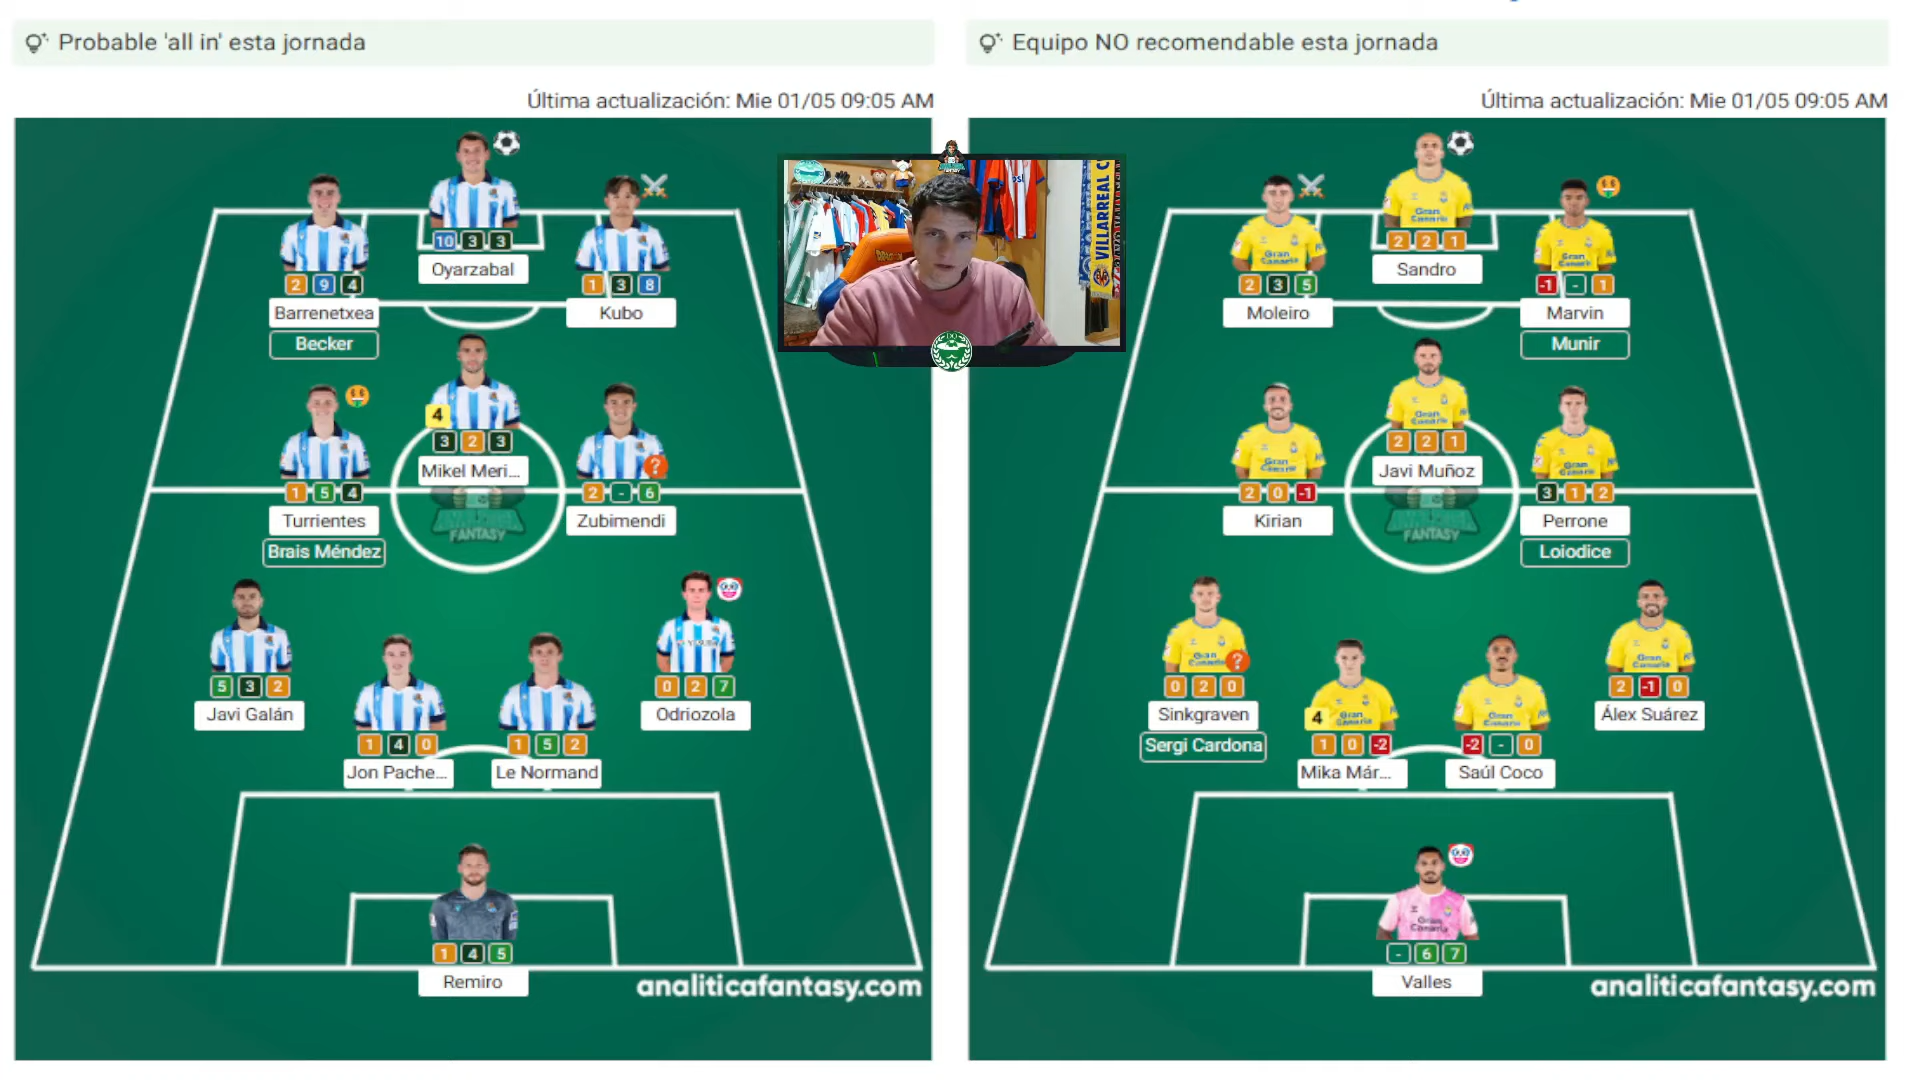 Probable 'all in' esta jornada
Última actualización: Mie 01/05 09:05 AM
10 3 3
Oyarzabal
2 9 4
Barrenetxea
Becker
1 3 8
Kubo
4
3 2 3
Mikel Meri...
1 5 4
Turrientes
Brais Méndez
2 - 6
Zubimendi
?
FANTASY
5 3 2
Javi Galán
0 2 7
Odriozola
1 4 0
Jon Pache...
1 5 2
Le Normand
1 4 5
Remiro
analiticafantasy.com
VILLARREAL C
Equipo NO recomendable esta jornada
Última actualización: Mie 01/05 09:05 AM
2 2 1
Sandro
2 3 5
Moleiro
-1 - 1
Marvin
Munir
2 2 1
Javi Muñoz
2 0 -1
Kirian
3 1 2
Perrone
Loiodice
FANTASY
?
0 2 0
Sinkgraven
Sergi Cardona
2 -1 0
Álex Suárez
4
1 0 -2
Mika Már...
-2 - 0
Saúl Coco
- 6 7
Valles
analiticafantasy.com